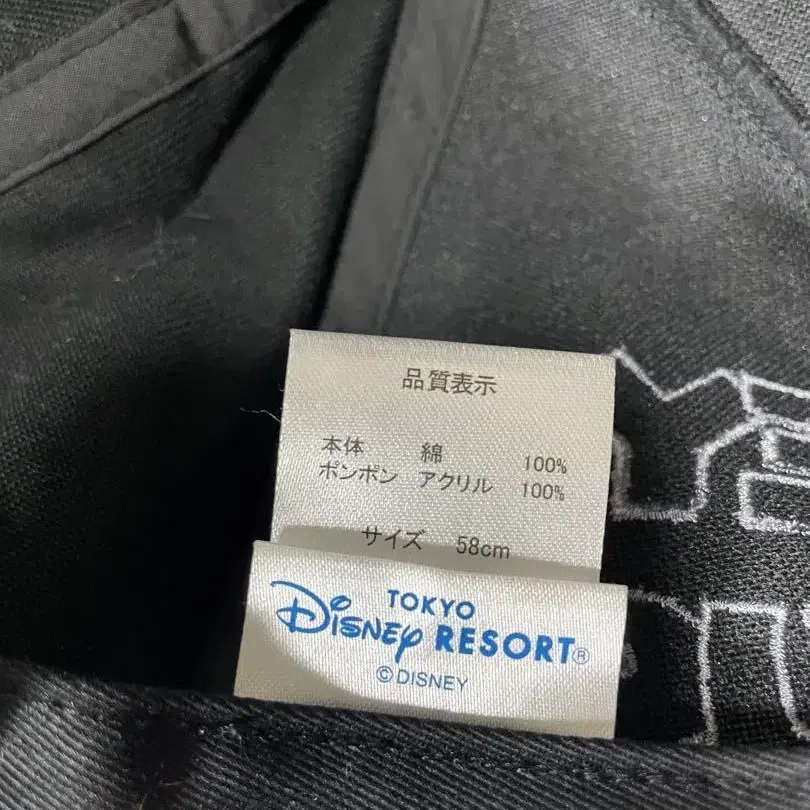 品質表示
本体 綿 100%
ポンポン アクリル 100%
サイズ 58cm
TOKYO
Disney RESORT®
©DISNEY